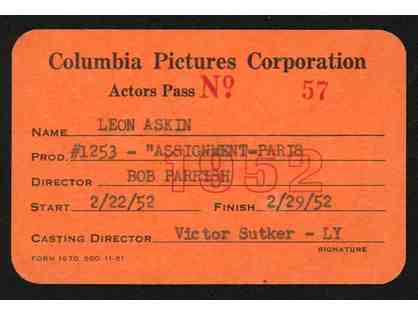 Columbia Pictures Corporation
Actors Pass Nº 57
NAME LEON ASKIN
PROD. #1253 - "ASSIGNMENT-PARIS
1952
DIRECTOR BOB PARRISH
START 2/22/52 FINISH 2/29/52
CASTING DIRECTOR Victor Sutker - LY
SIGNATURE
FORM 1670 500-11-51